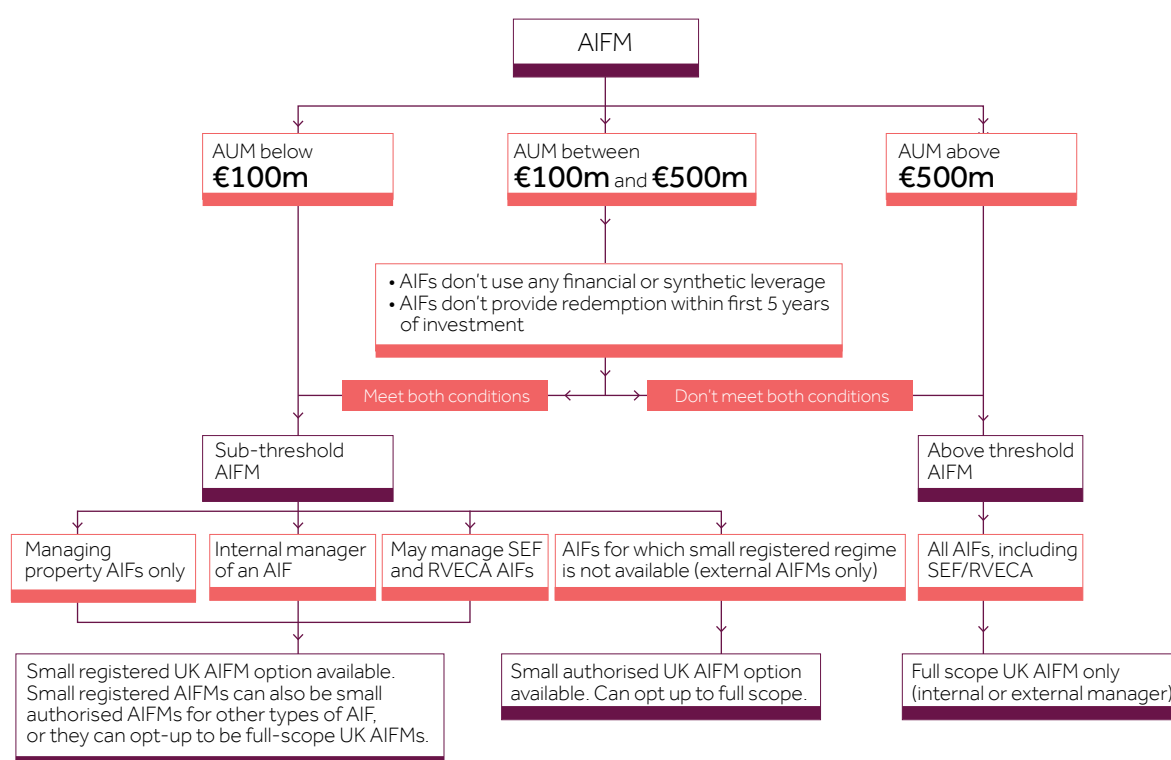 AIFM
AUM below
€100m
AUM between
€100m and €500m
AUM above
€500m
• AIFs don't use any financial or synthetic leverage
• AIFs don't provide redemption within first 5 years
of investment
Meet both conditions
Don't meet both conditions
Sub-threshold
AIFM
Above threshold
AIFM
Managing
property AIFs only
Internal manager
of an AIF
May manage SEF
and RVECA AIFs
AIFs for which small registered regime
is not available (external AIFMs only)
All AIFs, including
SEF/RVECA
Small registered UK AIFM option available.
Small registered AIFMs can also be small
authorised AIFMs for other types of AIF,
or they can opt-up to be full-scope UK AIFMs.
Small authorised UK AIFM option
available. Can opt up to full scope.
Full scope UK AIFM only
(internal or external manager)